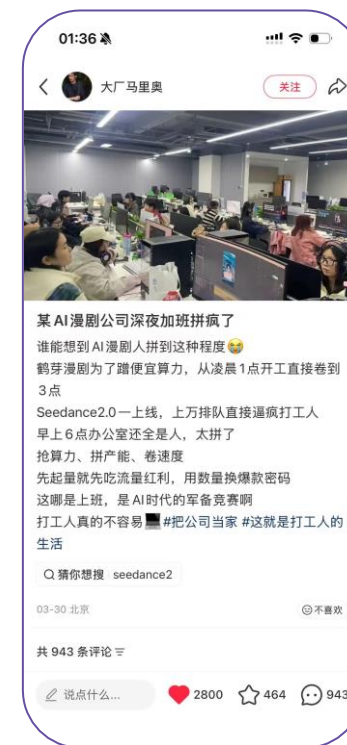 01:36
大厂马里奥
关注
某AI漫剧公司深夜加班拼疯了
谁能想到AI漫剧人拼到这种程度😂
鹤芽漫剧为了蹭便宜算力，从凌晨1点开工直接卷到
3点
Seedance2.0一上线，上万排队直接逼疯打工人
早上6点办公室还全是人，太拼了
抢算力、拼产能、卷速度
先起量就先吃流量红利，用数量换爆款密码
这哪是上班，是AI时代的军备竞赛啊
打工人真的不容易💻#把公司当家 #这就是打工人的
生活
猜你想搜 seedance2
03-30 北京
不喜欢
共 943 条评论
说点什么...
2800
464
943